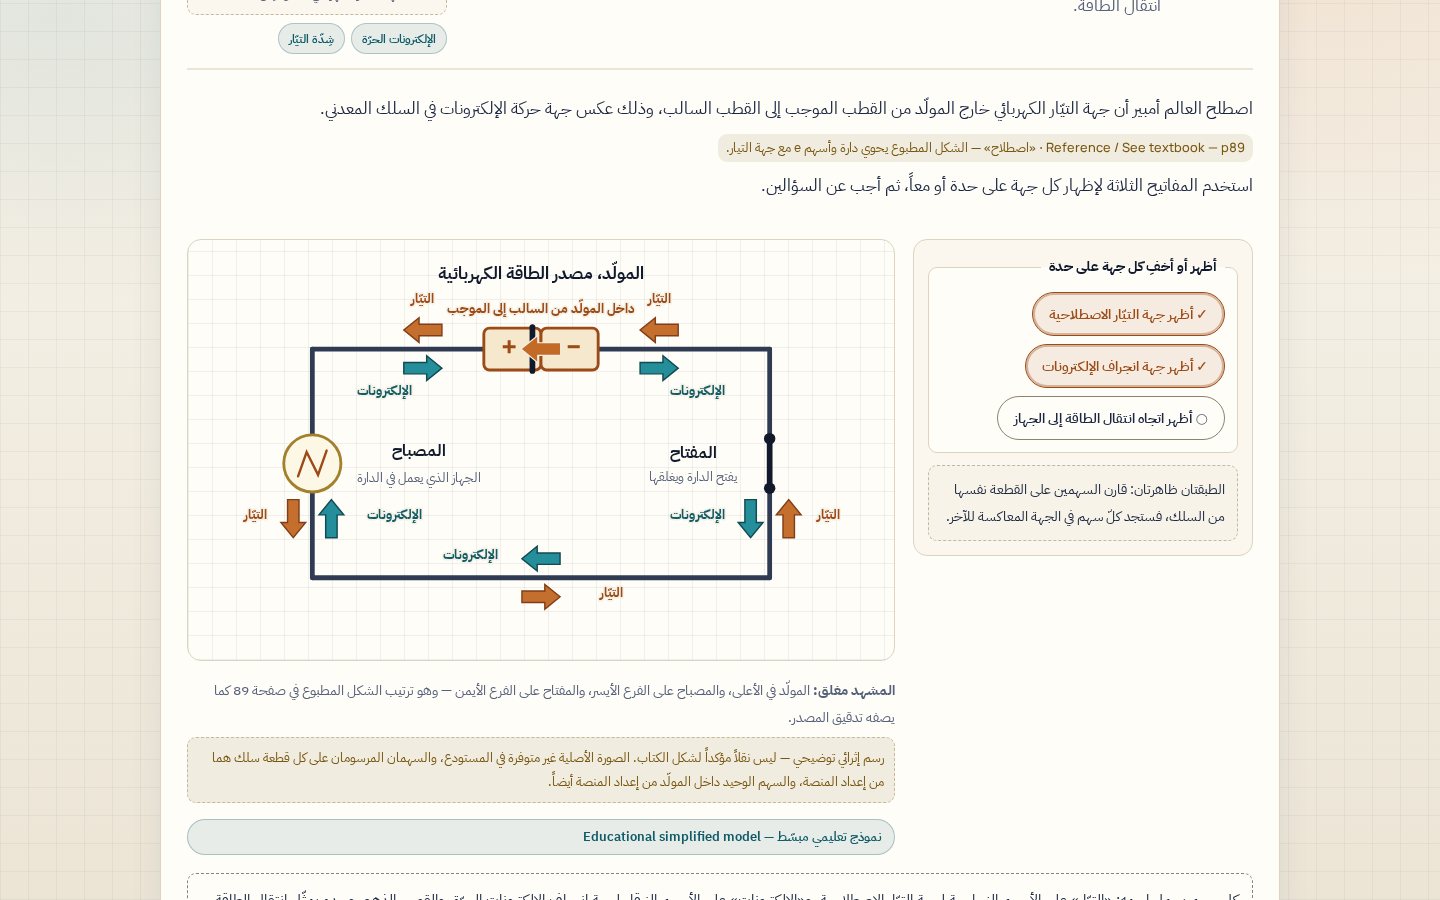 انتقال الطاقة.
الإلكترونات الحرّة
شِدّة التيّار
اصطلح العالم أمبير أن جهة التيّار الكهربائي خارج المولّد من القطب الموجب إلى القطب السالب، وذلك عكس جهة حركة الإلكترونات في السلك المعدني.
Reference / See textbook — p89 · «اصطلاح» — الشكل المطبوع يحوي دارة وأسهم e مع جهة التيار.
استخدم المفاتيح الثلاثة لإظهار كل جهة على حدة أو معاً، ثم أجب عن السؤالين.
أظهر أو أخفِ كل جهة على حدة
✓ أظهر جهة التيّار الاصطلاحية
✓ أظهر جهة انجراف الإلكترونات
○ أظهر اتجاه انتقال الطاقة إلى الجهاز
الطبقتان ظاهرتان: قارن السهمين على القطعة نفسها
من السلك، فستجد كلّ سهم في الجهة المعاكسة للآخر.
المولّد، مصدر الطاقة الكهربائية
التيّار
داخل المولّد من السالب إلى الموجب
التيّار
+
−
الإلكترونات
الإلكترونات
المفتاح
يفتح الدارة ويغلقها
المصباح
الجهاز الذي يعمل في الدارة
التيّار
الإلكترونات
الإلكترونات
التيّار
الإلكترونات
التيّار
المشهد مغلق: المولّد في الأعلى، والمصباح على الفرع الأيسر، والمفتاح على الفرع الأيمن — وهو ترتيب الشكل المطبوع في صفحة 89 كما
يصفه تدقيق المصدر.
رسم إثرائي توضيحي — ليس نقلاً مؤكداً لشكل الكتاب. الصورة الأصلية غير متوفرة في المستودع، والسهمان المرسومان على كل قطعة سلك هما
من إعداد المنصة، والسهم الوحيد داخل المولّد من إعداد المنصة أيضاً.
نموذج تعليمي مبسّط — Educational simplified model